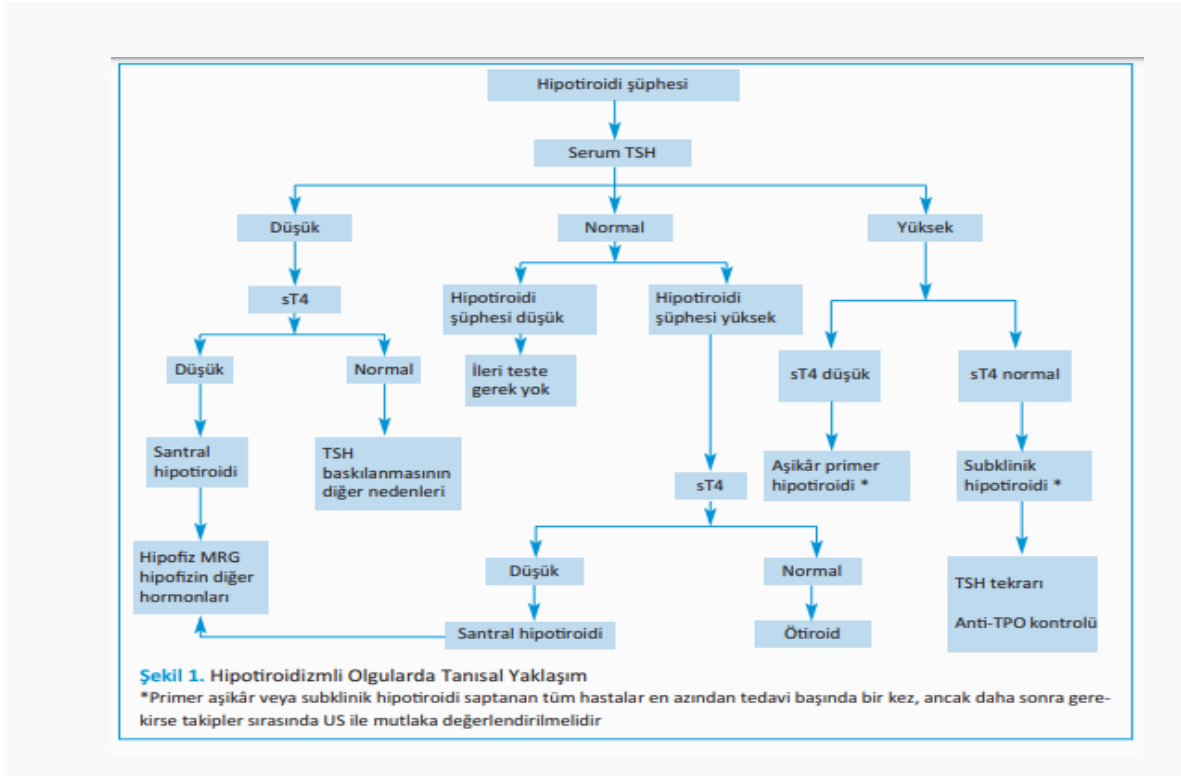 Hipotiroidi şüphesi
Serum TSH
Düşük
Normal
Yüksek
sT4
Hipotiroidi
şüphesi düşük
Hipotiroidi
şüphesi yüksek
Düşük
Normal
İleri teste
gerek yok
sT4 düşük
sT4 normal
Santral
hipotiroidi
TSH
baskılanmasının
diğer nedenleri
sT4
Aşikâr primer
hipotiroidi *
Subklinik
hipotiroidi *
Hipofiz MRG
hipofizin diğer
hormonları
Düşük
Normal
TSH tekrarı
Anti-TPO kontrolü
Santral hipotiroidi
Ötiroid
Şekil 1. Hipotiroidizmli Olgularda Tanısal Yaklaşım
*Primer aşikâr veya subklinik hipotiroidi saptanan tüm hastalar en azından tedavi başında bir kez, ancak daha sonra gere-
kirse takipler sırasında US ile mutlaka değerlendirilmelidir